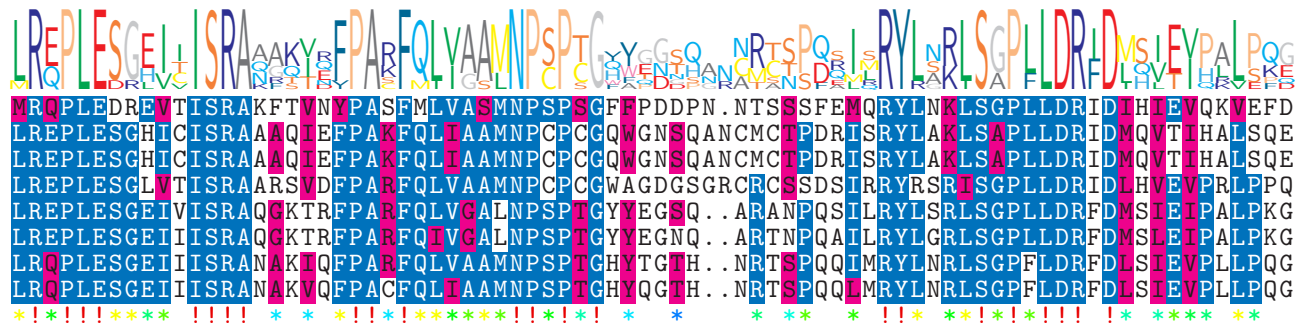 MRQPLEDREVTISRAKFTVNYPASFMLVASMNPSPSGFFPDDPN.NTSSSFEMQRYLNKLSGPLLDRIDIHIEVQKVEFD
LREPLESGHICISRAAAQIEFPAKFQLIAAMNPCPCGQWGNSQANCMCTPDRISRYLAKLSAPLLDRIDMQVTIHALSQE
LREPLESGHICISRAAAQIEFPAKFQLIAAMNPCPCGQWGNSQANCMCTPDRISRYLAKLSAPLLDRIDMQVTIHALSQE
LREPLESGLVTISRAARSVDFPARFQLVAAMNPCPCGWAGDGSGRCRCSSDSIRRYRSRISGPLLDRIDLHVEVPRLPPQ
LREPLESGEIVISRAQGKTRFPARFQLVGALNPSPTGYYEGSQ..ARANPQSILRYLSRLSGPLLDRFDMSIEIPALPKG
LREPLESGEIIISRAQGKTRFPARFQIVGALNPSPTGYYEGNQ..ARTNPQAILRYLGRLSGPLLDRFDMSLEIPALPKG
LRQPLESGEIIISRANAKIQFPARFQLVAAMNPSPTGHYTGTH..NRTSPQQIMRYLNRLSGPFLDRFDLSIEVPLLPQG
LRQPLESGEIIISRANAKVQFPACFQLIAAMNPSPTGHYQGTH..NRTSPQQLMRYLNRLSGPFLDRFDLSIEVPLLPQG
*!*!!!**** !!!! * * *!!*!******!!*!*! * * * ** * !!* *!*!*!!!*! * **** **